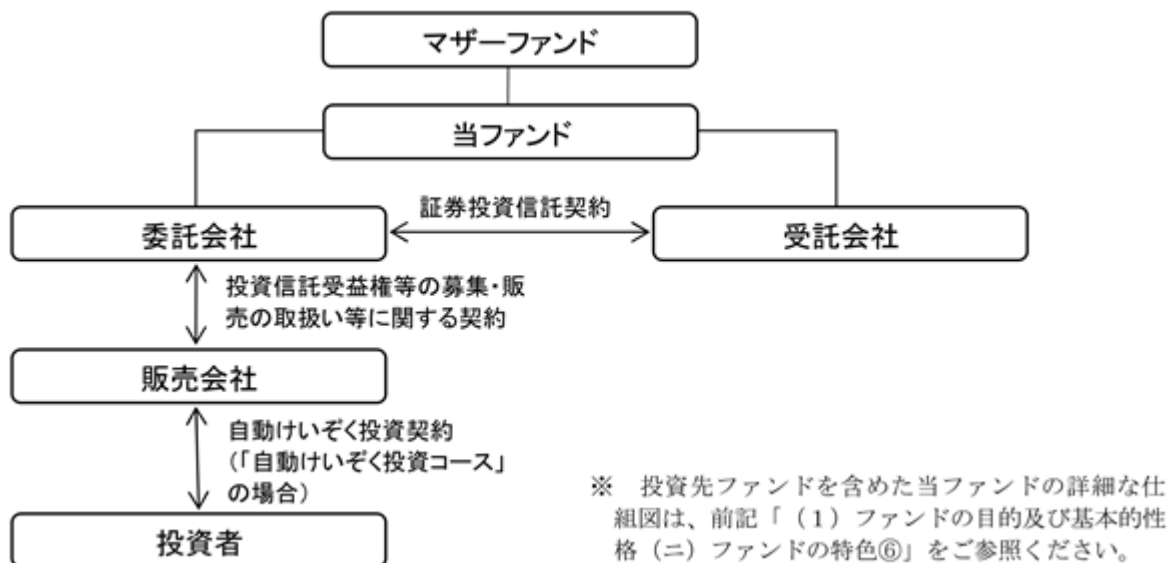 マザーファンド
当ファンド
証券投資信託契約
委託会社
受託会社
投資信託受益権等の募集・販
売の取扱い等に関する契約
販売会社
自動けいぞく投資契約
(「自動けいぞく投資コース」
の場合)
投資者
※　投資先ファンドを含めた当ファンドの詳細な仕
組図は、前記「（1）ファンドの目的及び基本的性
格（ニ）ファンドの特色⑥」をご参照ください。